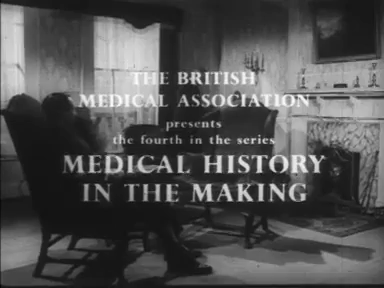 THE BRITISH
MEDICAL ASSOCIATION
presents
the fourth in the series
MEDICAL HISTORY
IN THE MAKING